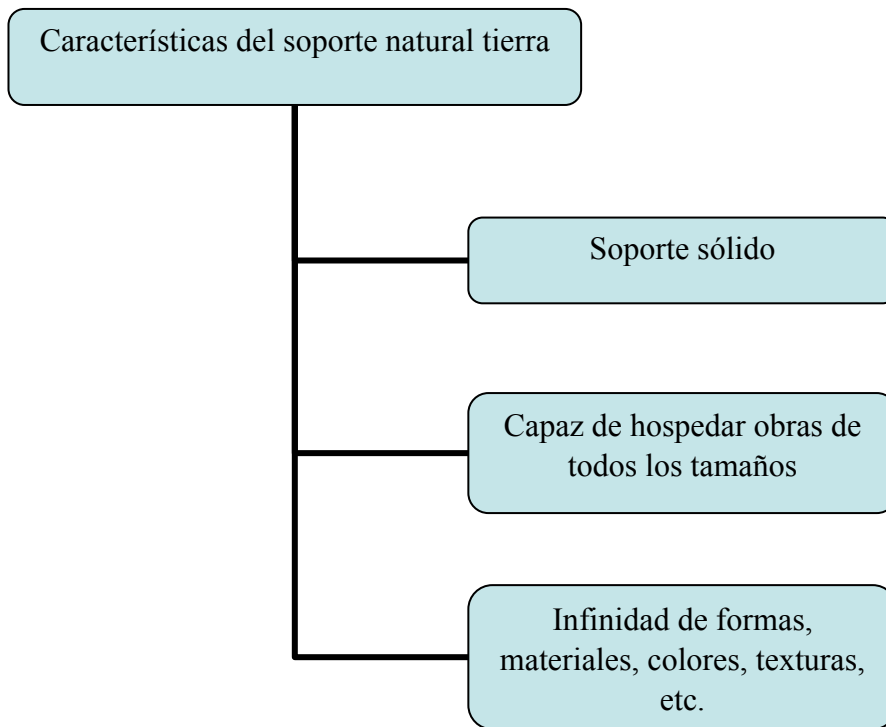 Características del soporte natural tierra
Soporte sólido
Capaz de hospedar obras de
todos los tamaños
Infinidad de formas,
materiales, colores, texturas,
etc.